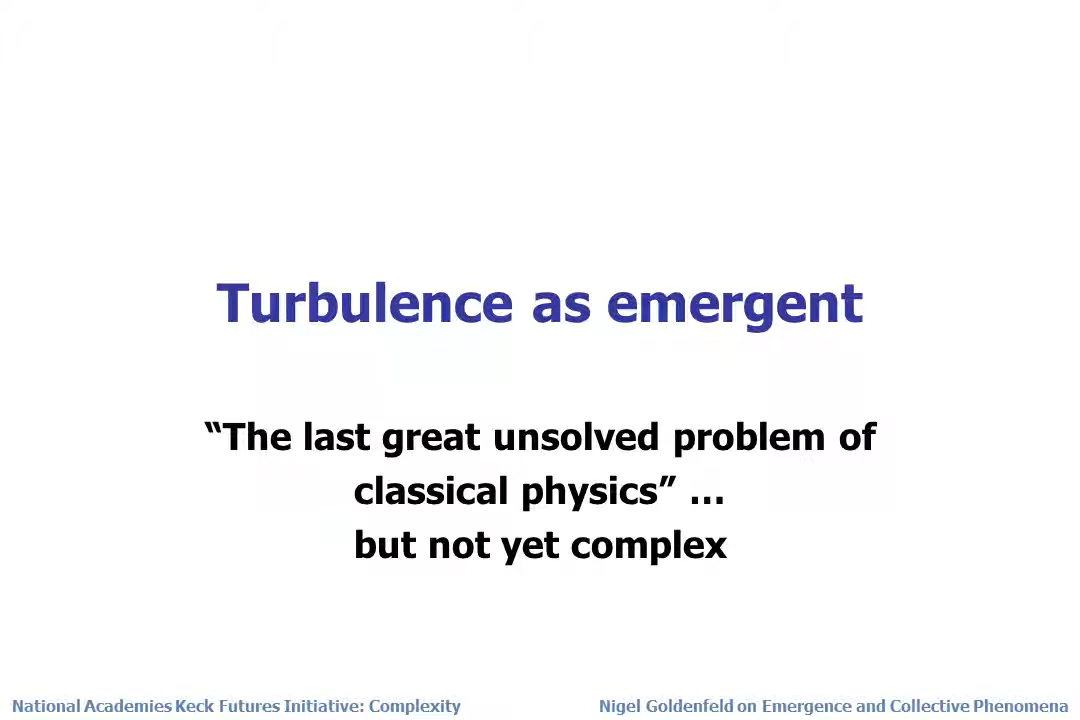 Turbulence as emergent
“The last great unsolved problem of
classical physics” …
but not yet complex
National Academies Keck Futures Initiative: Complexity
Nigel Goldenfeld on Emergence and Collective Phenomena